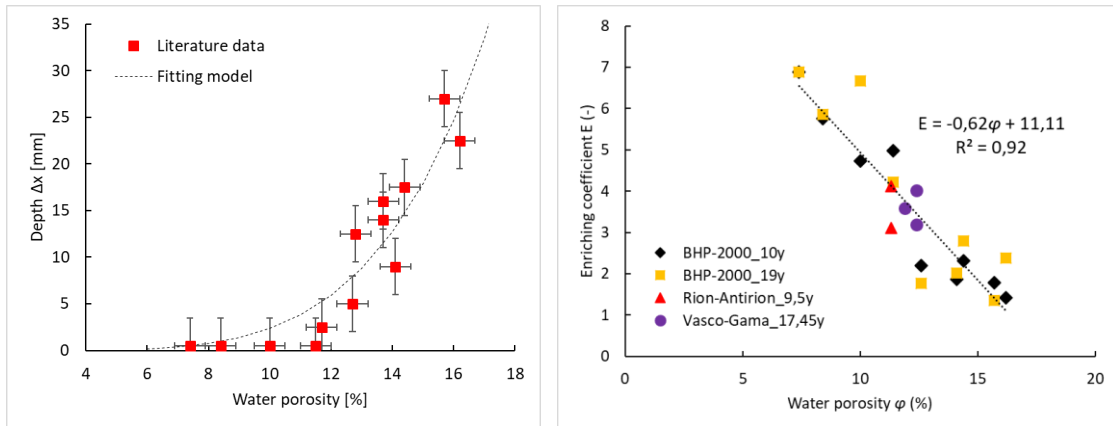 35
30
25
20
15
10
5
0
Depth Δx [mm]
Literature data
Fitting model
4 6 8 10 12 14 16 18
Water porosity [%]
8
7
6
5
4
3
2
1
0
Enriching coefficient E (-)
E = -0,62φ + 11,11
R² = 0,92
BHP-2000_10y
BHP-2000_19y
Rion-Antirion_9,5y
Vasco-Gama_17,45y
0 5 10 15 20
Water porosity φ (%)